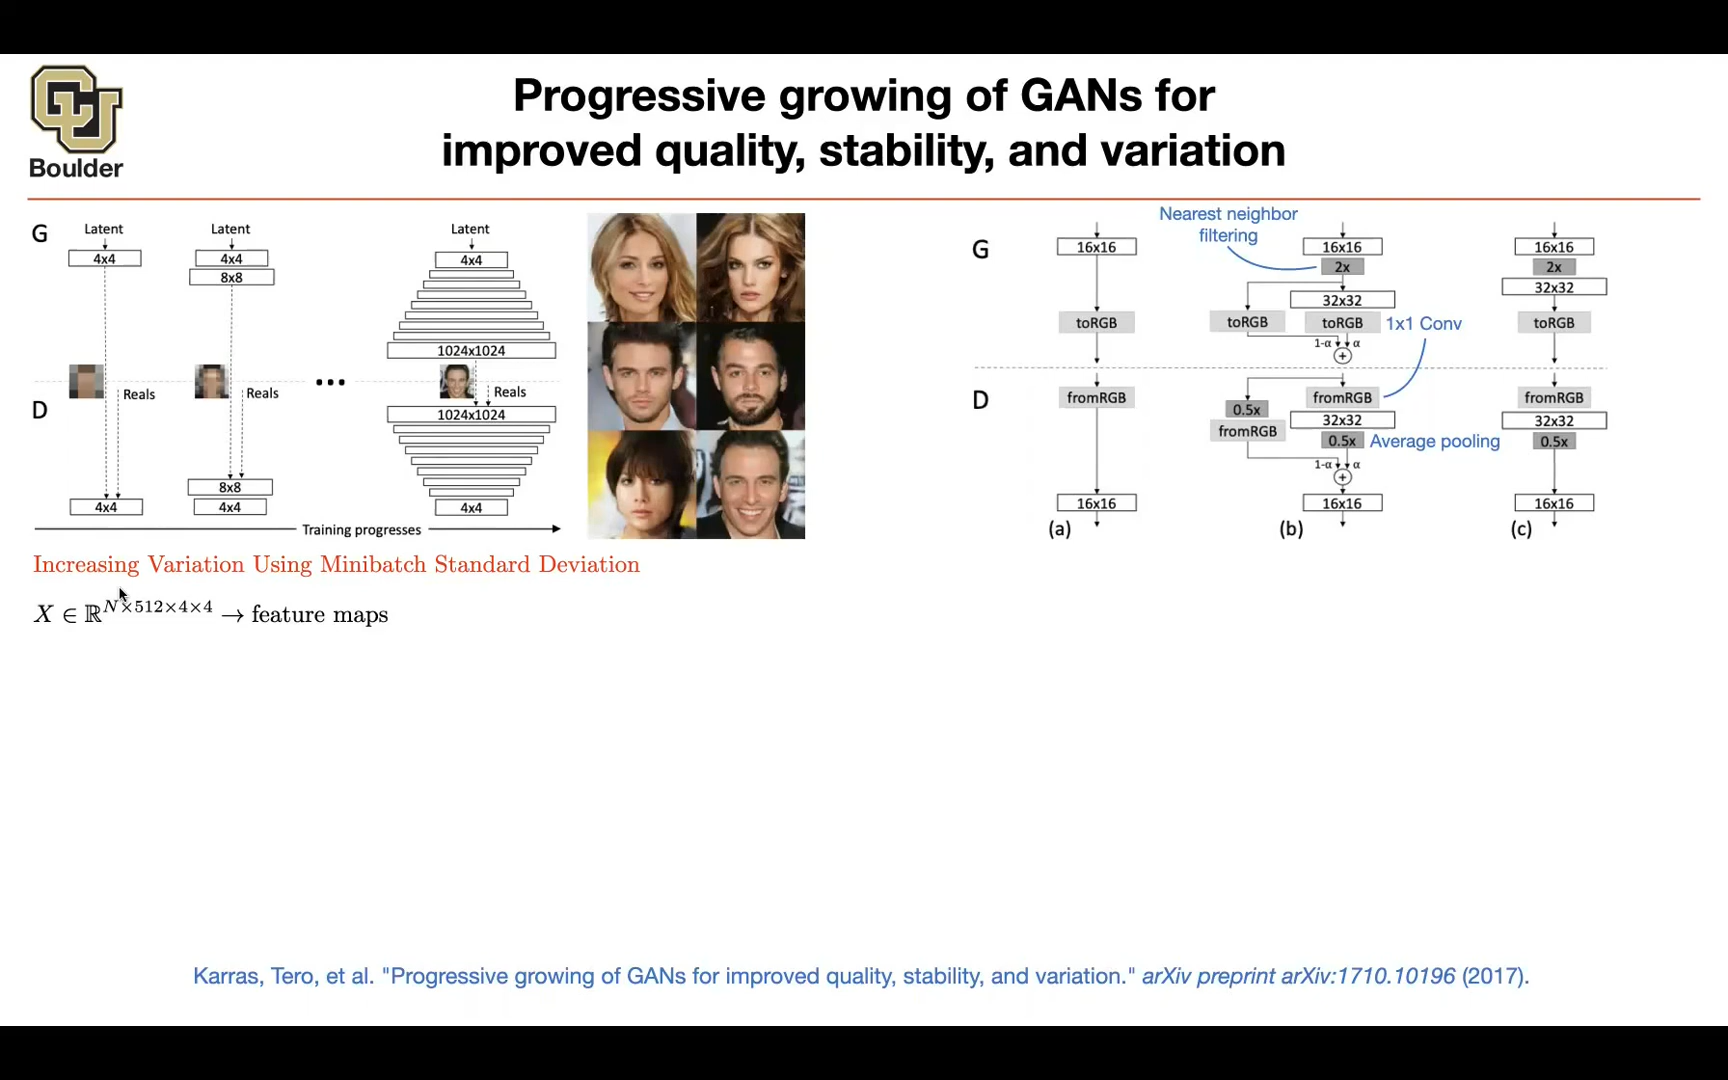 Boulder
Progressive growing of GANs for
improved quality, stability, and variation
G
Latent
Latent
Latent
4x4
4x4
4x4
8x8
1024x1024
Reals
Reals
...
Reals
D
1024x1024
8x8
4x4
4x4
4x4
Training progresses
Nearest neighbor
filtering
G
16x16
16x16
16x16
2x
2x
32x32
32x32
toRGB
toRGB
toRGB
1x1 Conv
toRGB
1-α
α
+
D
fromRGB
fromRGB
fromRGB
0.5x
32x32
32x32
fromRGB
0.5x
Average pooling
0.5x
1-α
α
+
16x16
16x16
16x16
(a)
(b)
(c)
Increasing Variation Using Minibatch Standard Deviation
X ∈ ℝ^{N×512×4×4} → feature maps
Karras, Tero, et al. "Progressive growing of GANs for improved quality, stability, and variation." arXiv preprint arXiv:1710.10196 (2017).